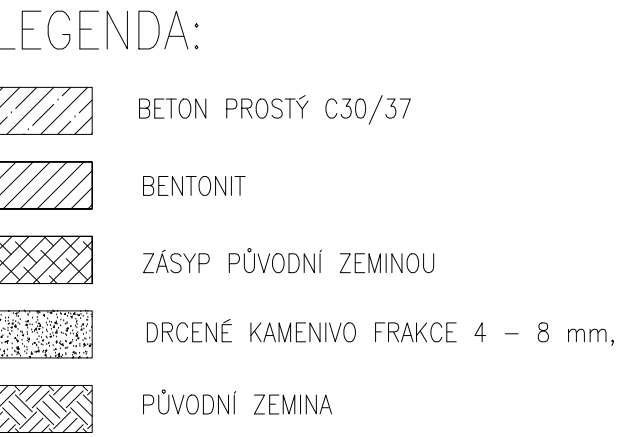 LEGENDA:
BETON PROSTÝ C30/37
BENTONIT
ZÁSYP PŮVODNÍ ZEMINOU
DRCENÉ KAMENIVO FRAKCE 4 – 8 mm,
PŮVODNÍ ZEMINA